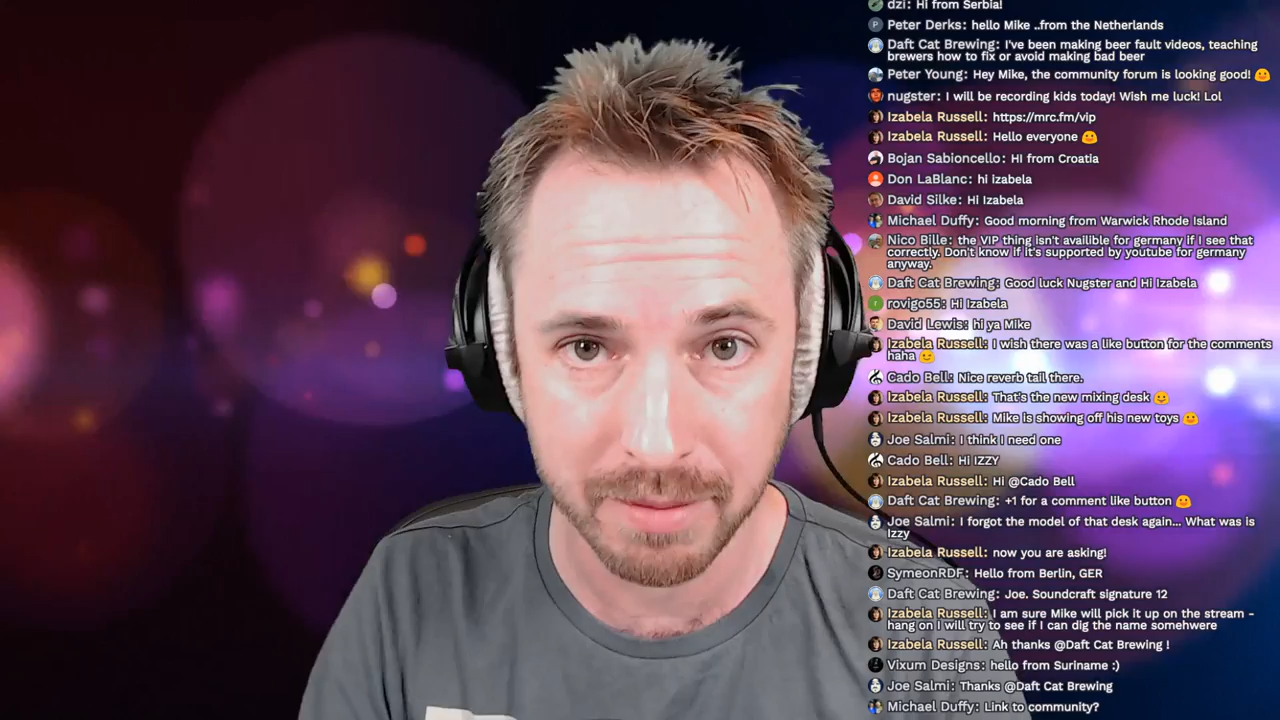 dzi: Hi from Serbia!
P
Peter Derks: hello Mike ..from the Netherlands
Daft Cat Brewing: I've been making beer fault videos, teaching
brewers how to fix or avoid making bad beer
Peter Young: Hey Mike, the community forum is looking good!
nugster: I will be recording kids today! Wish me luck! Lol
Izabela Russell: https://mrc.fm/vip
Izabela Russell: Hello everyone
Bojan Sabioncello: HI from Croatia
Don LaBlanc: hi izabela
David Silke: Hi Izabela
Michael Duffy: Good morning from Warwick Rhode Island
Nico Bille: the VIP thing isn't availible for germany if I see that
correctly. Don't know if it's supported by youtube for germany
anyway.
Daft Cat Brewing: Good luck Nugster and Hi Izabela
r
rovigo55: Hi Izabela
David Lewis: hi ya Mike
Izabela Russell: I wish there was a like button for the comments
haha
Cado Bell: Nice reverb tail there.
Izabela Russell: That's the new mixing desk
Izabela Russell: Mike is showing off his new toys
Joe Salmi: I think I need one
Cado Bell: Hi IZZY
Izabela Russell: Hi @Cado Bell
Daft Cat Brewing: +1 for a comment like button
Joe Salmi: I forgot the model of that desk again... What was is
Izzy
Izabela Russell: now you are asking!
SymeonRDF: Hello from Berlin, GER
Daft Cat Brewing: Joe. Soundcraft signature 12
Izabela Russell: I am sure Mike will pick it up on the stream -
hang on I will try to see if I can dig the name somehwere
Izabela Russell: Ah thanks @Daft Cat Brewing !
Vixum Designs: hello from Suriname :)
Joe Salmi: Thanks @Daft Cat Brewing
Michael Duffy: Link to community?